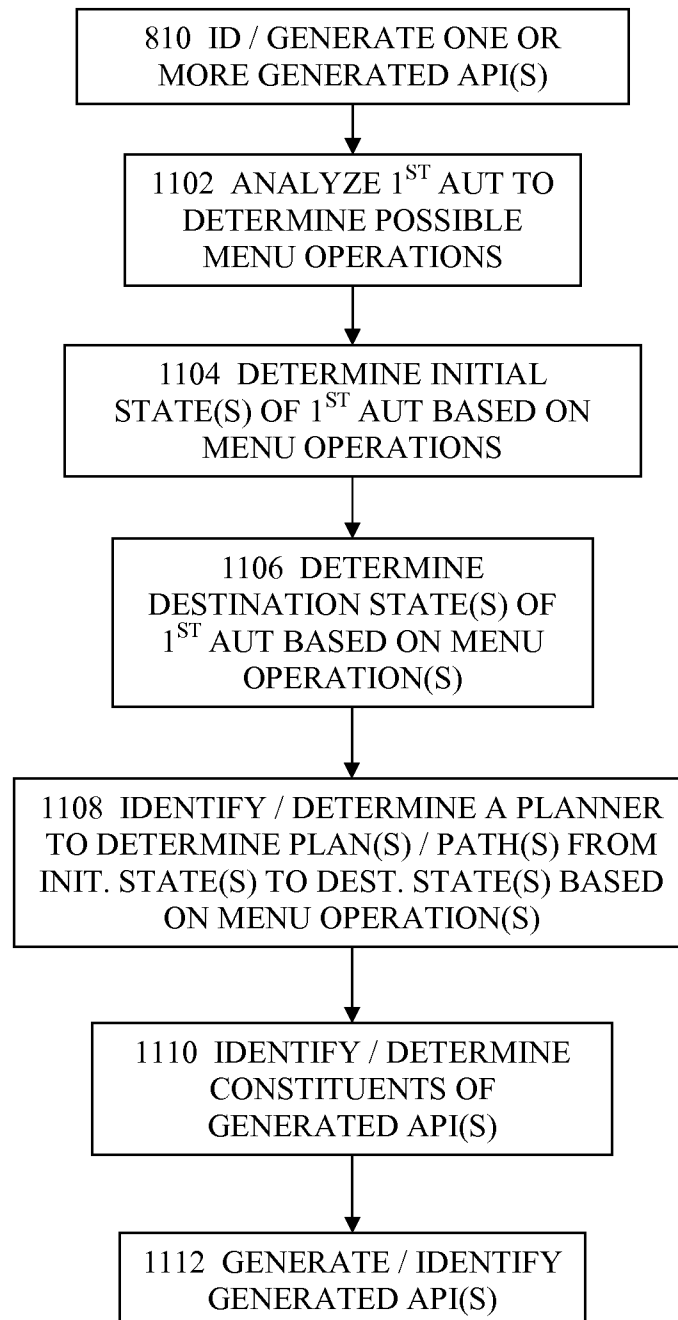 810 ID / GENERATE ONE OR
MORE GENERATED API(S)
1102 ANALYZE 1ST AUT TO
DETERMINE POSSIBLE
MENU OPERATIONS
1104 DETERMINE INITIAL
STATE(S) OF 1ST AUT BASED ON
MENU OPERATIONS
1106 DETERMINE
DESTINATION STATE(S) OF
1ST AUT BASED ON MENU
OPERATION(S)
1108 IDENTIFY / DETERMINE A PLANNER
TO DETERMINE PLAN(S) / PATH(S) FROM
INIT. STATE(S) TO DEST. STATE(S) BASED
ON MENU OPERATION(S)
1110 IDENTIFY / DETERMINE
CONSTITUENTS OF
GENERATED API(S)
1112 GENERATE / IDENTIFY
GENERATED API(S)